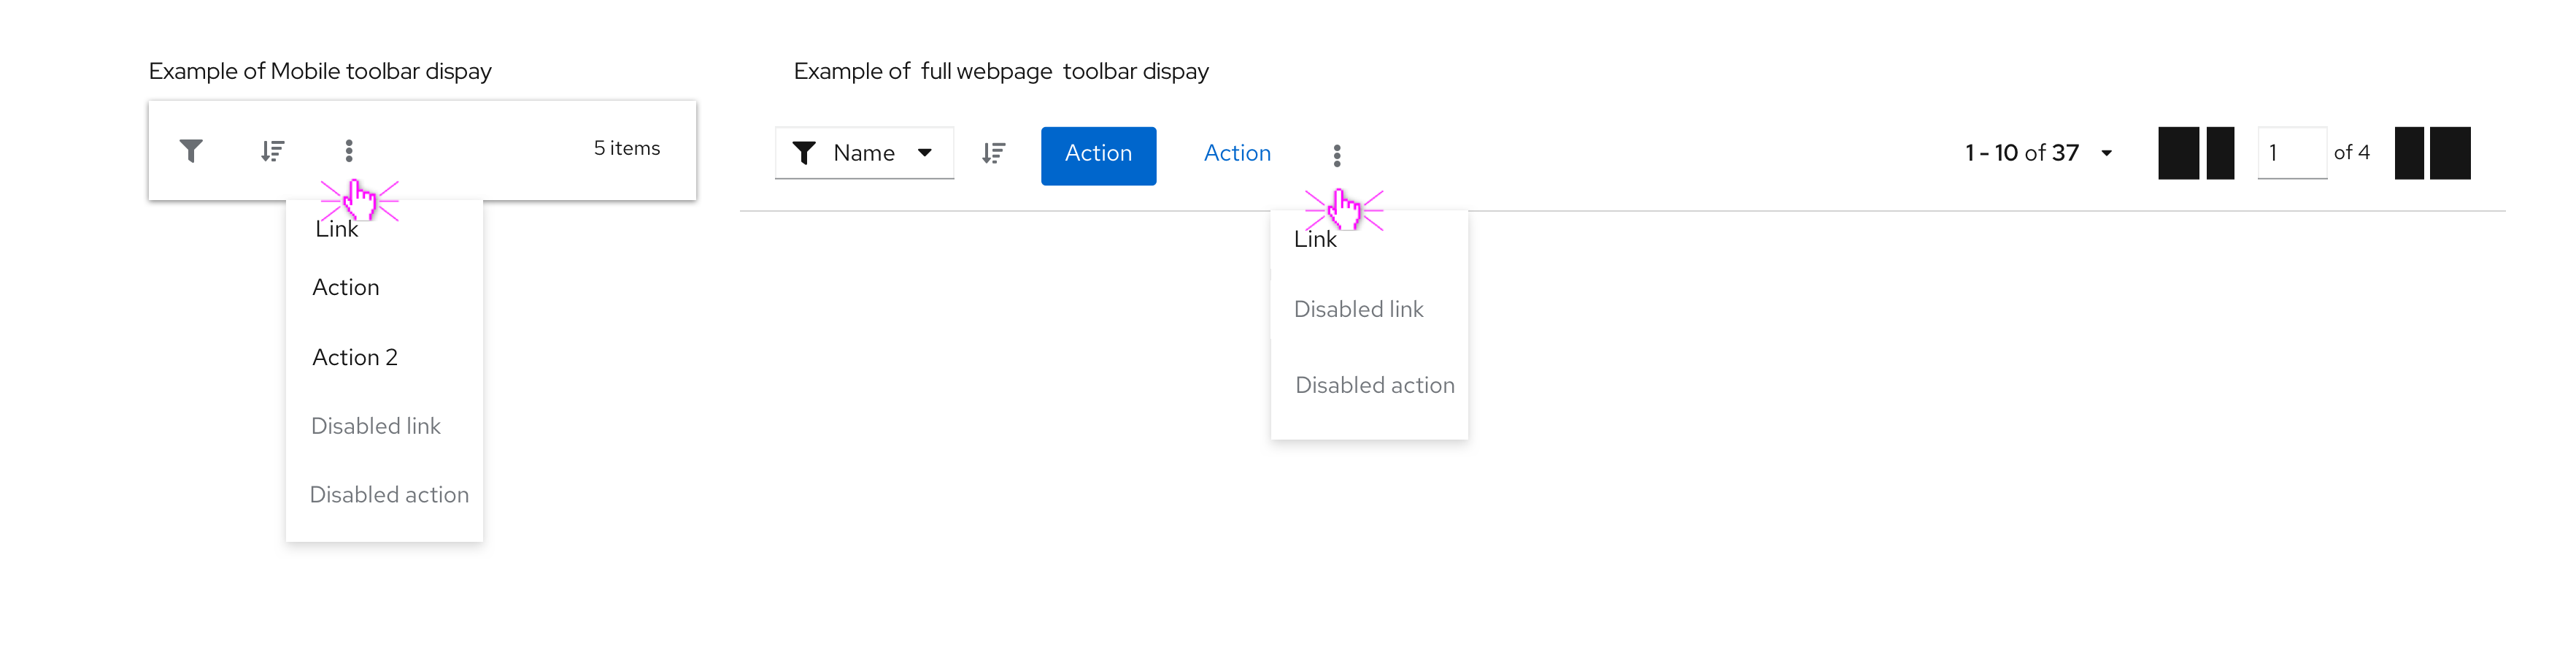 Example of Mobile toolbar dispay
5 items
Link
Action
Action 2
Disabled link
Disabled action
Example of full webpage toolbar dispay
Name
Action
Action
1 - 10 of 37
1
of 4
Link
Disabled link
Disabled action